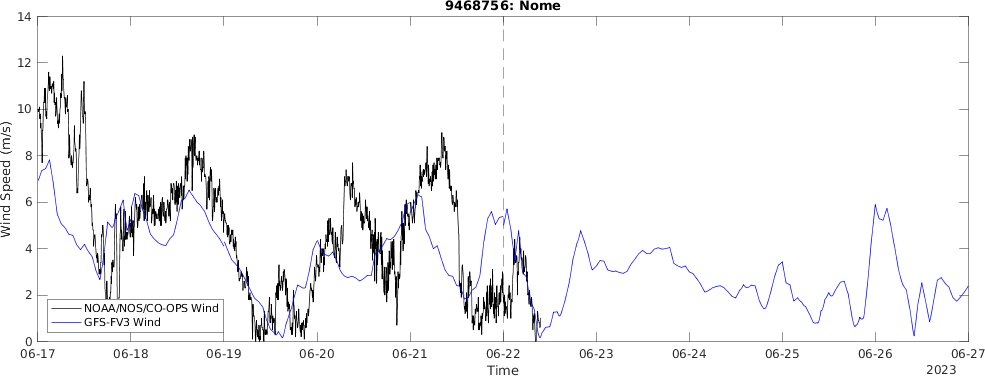 9468756: Nome
14
12
10
8
6
4
2
0
Wind Speed (m/s)
NOAA/NOS/CO-OPS Wind
GFS-FV3 Wind
06-17 06-18 06-19 06-20 06-21 06-22 06-23 06-24 06-25 06-26 06-27
Time
2023